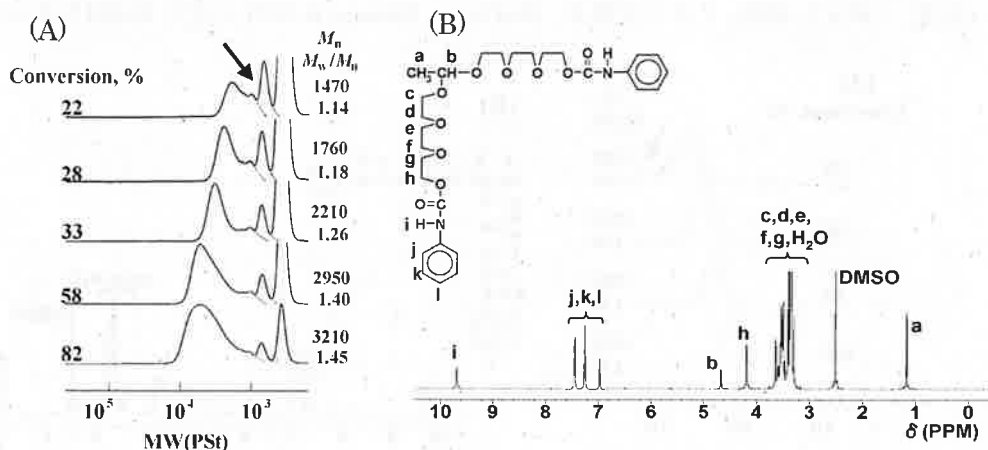 (A)
Conversion, %
Mn
Mw/Mn
22
1470
1.14
28
1760
1.18
33
2210
1.26
58
2950
1.40
82
3210
1.45
10^5
10^-4
10^3
MW(PSt)
(B)
a
b
CH3 CH O O O O C N H
O
c
d
e
O
f
g
O
h
O
O=C
i H-N
j
k
l
c,d,e,
f,g,H2O
DMSO
j,k,l
i
b
h
a
10 9 8 7 6 5 4 3 2 1 0
δ (PPM)